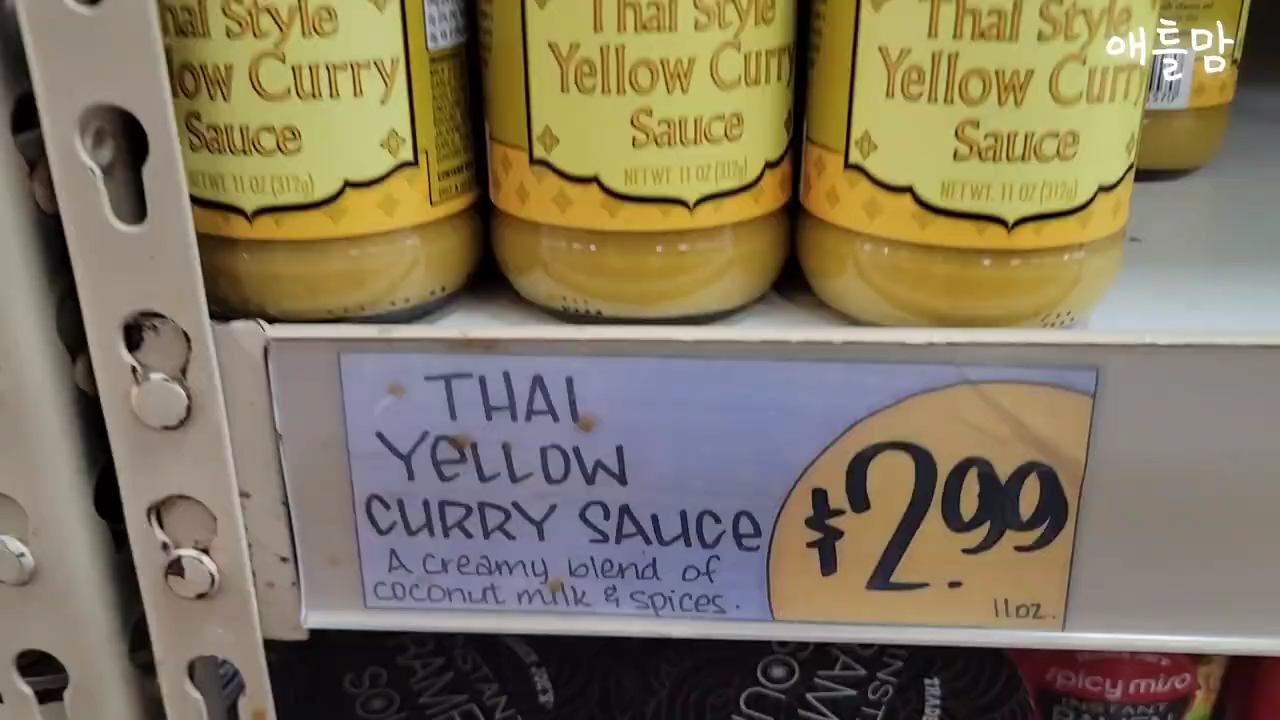 애틀맘
Thai Style
Yellow Curry
Sauce
NET WT. 11 OZ (312g)
Thai Style
Yellow Curry
Sauce
NET WT. 11 OZ (312g)
Thai Style
Yellow Curry
Sauce
NET WT. 11 OZ (312g)
THAI
YELLOW
CURRY SAUCE
A creamy blend of
coconut milk & spices.
$2.99
11oz.
INSTANT
spicy miso
INSTANT